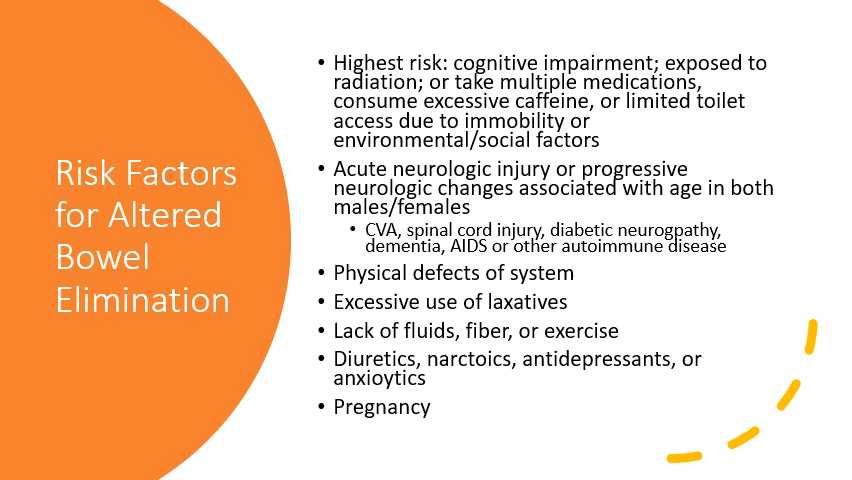 Risk Factors
for Altered
Bowel
Elimination
• Highest risk: cognitive impairment; exposed to
radiation; or take multiple medications,
consume excessive caffeine, or limited toilet
access due to immobility or
environmental/social factors
• Acute neurologic injury or progressive
neurologic changes associated with age in both
males/females
• CVA, spinal cord injury, diabetic neurogpathy,
dementia, AIDS or other autoimmune disease
• Physical defects of system
• Excessive use of laxatives
• Lack of fluids, fiber, or exercise
• Diuretics, narctoics, antidepressants, or
anxioytics
• Pregnancy